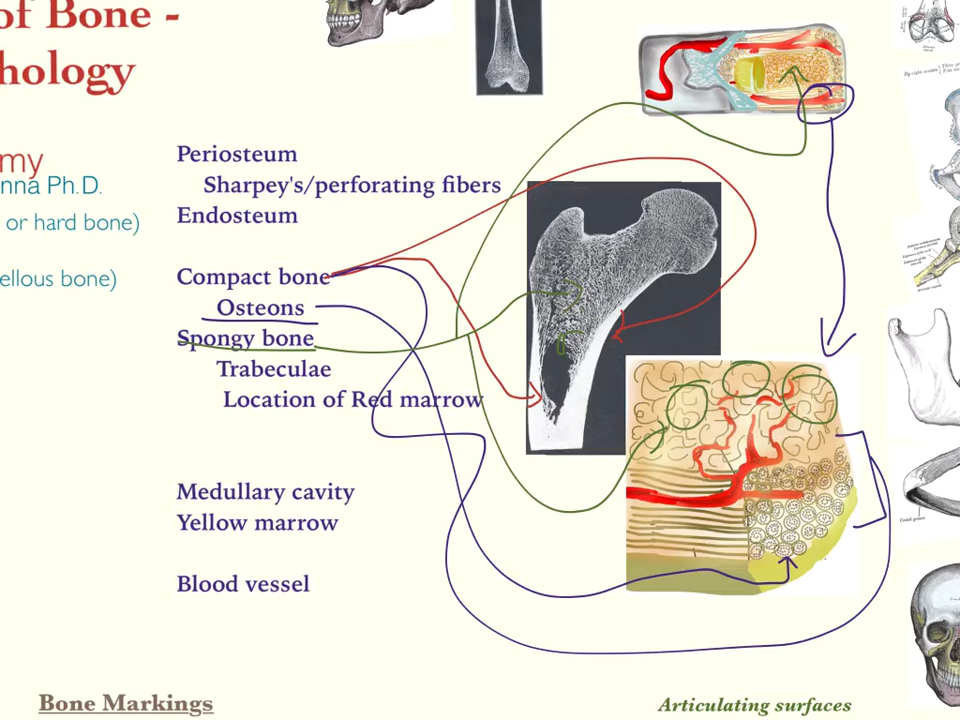 of Bone -
hology
my
nna Ph.D.
or hard bone)
ellous bone)
Periosteum
Sharpey's/perforating fibers
Endosteum
Compact bone
Osteons
Spongy bone
Trabeculae
Location of Red marrow
Medullary cavity
Yellow marrow
Blood vessel
Bone Markings
Articulating surfaces